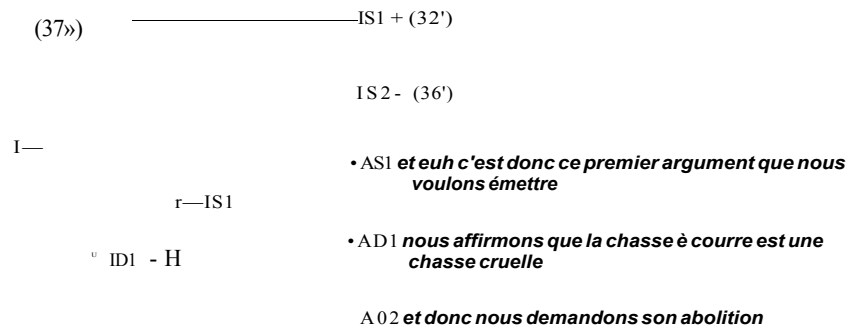 (37»)
IS1 + (32')
IS2- (36')
I—
• AS1 et euh c'est donc ce premier argument que nous
voulons émettre
r—IS1
• AD1 nous affirmons que la chasse è courre est une
chasse cruelle
U ID1 - H
A02 et donc nous demandons son abolition